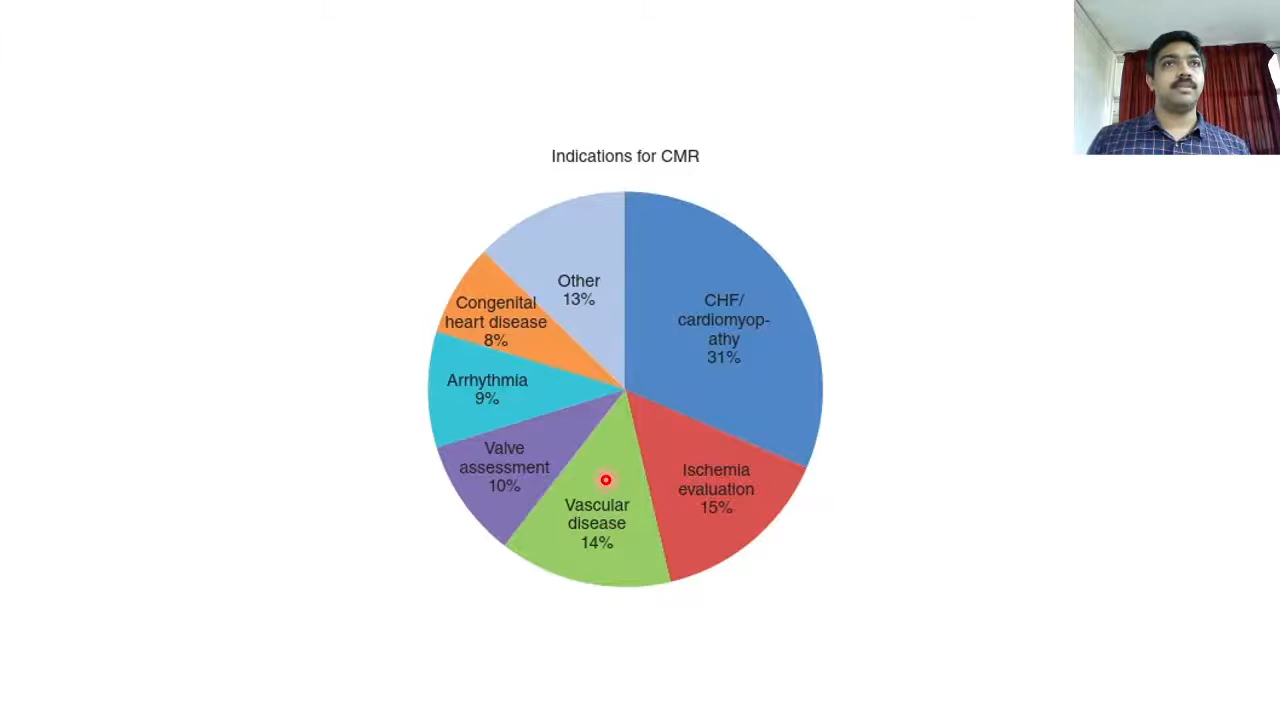 Indications for CMR
Other
13%
CHF/
cardiomyop-
athy
31%
Congenital
heart disease
8%
Arrhythmia
9%
Valve
assessment
10%
Ischemia
evaluation
15%
Vascular
disease
14%